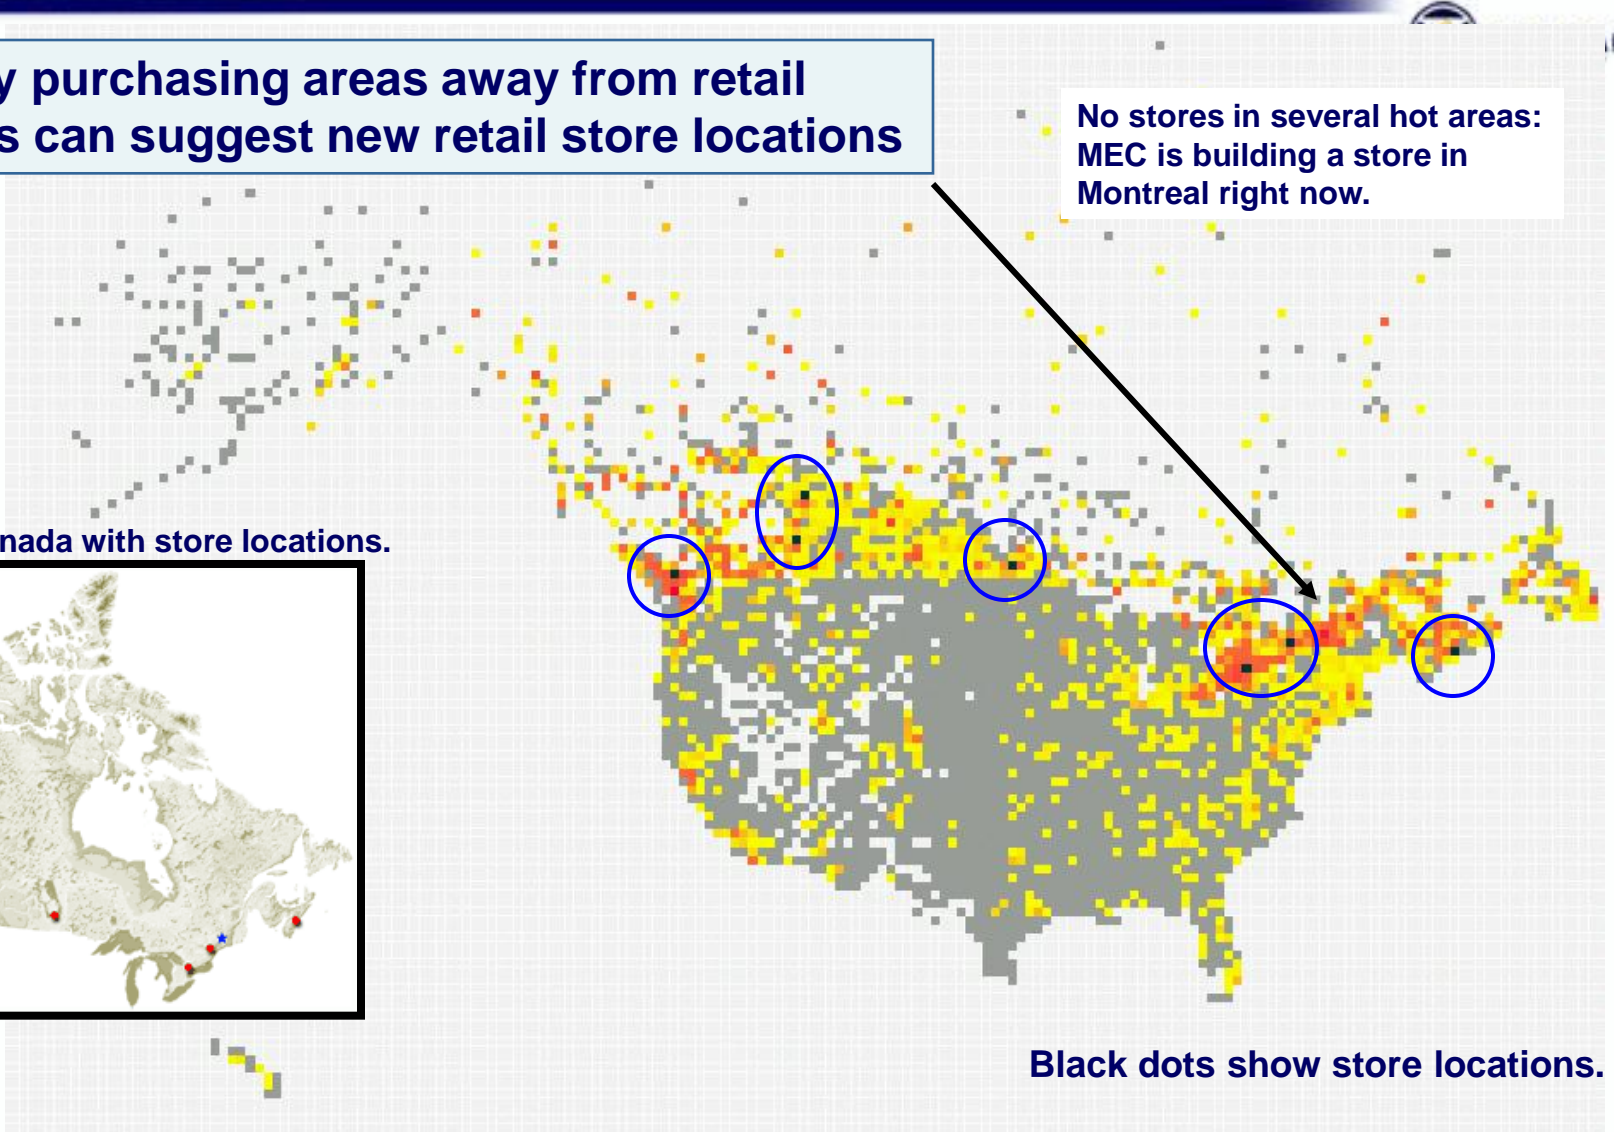 y purchasing areas away from retail
s can suggest new retail store locations
No stores in several hot areas:
MEC is building a store in
Montreal right now.
nada with store locations.
Black dots show store locations.